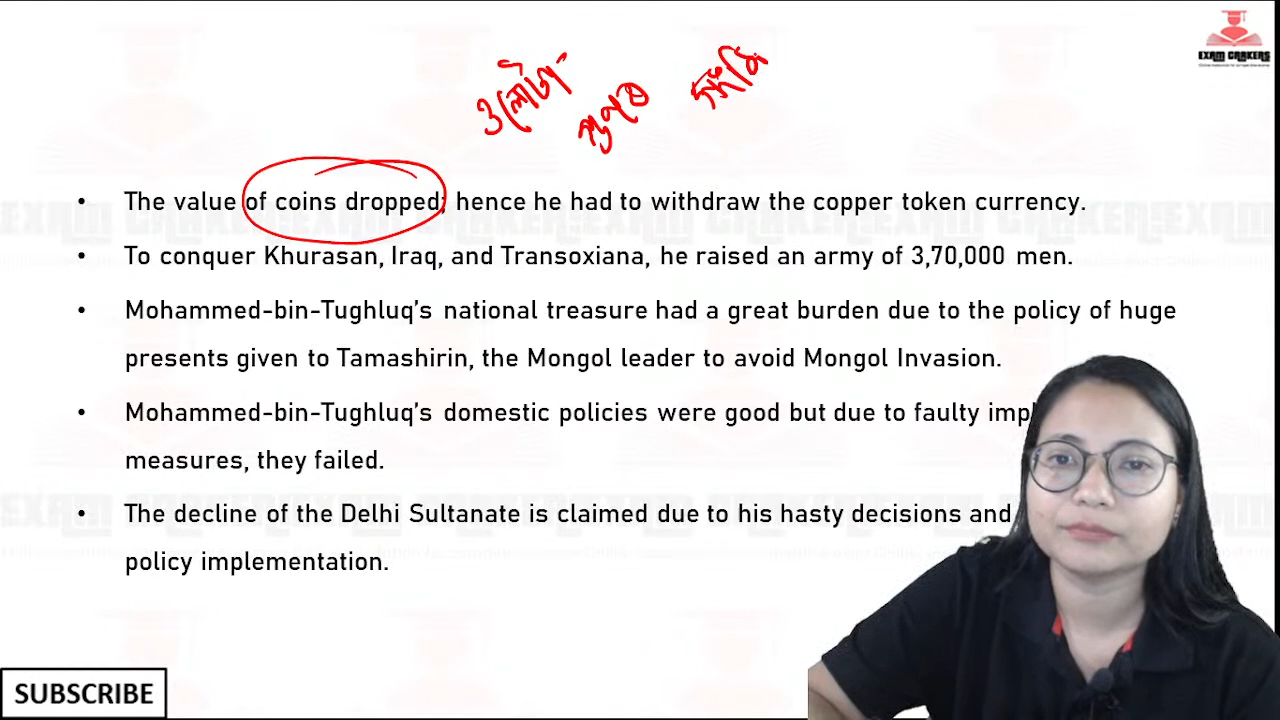 EXAM CRAKERS
The value of coins dropped; hence he had to withdraw the copper token currency.
To conquer Khurasan, Iraq, and Transoxiana, he raised an army of 3,70,000 men.
Mohammed-bin-Tughluq's national treasure had a great burden due to the policy of huge
presents given to Tamashirin, the Mongol leader to avoid Mongol Invasion.
Mohammed-bin-Tughluq's domestic policies were good but due to faulty
measures, they failed.
The decline of the Delhi Sultanate is claimed due to his hasty decisions and
policy implementation.
SUBSCRIBE